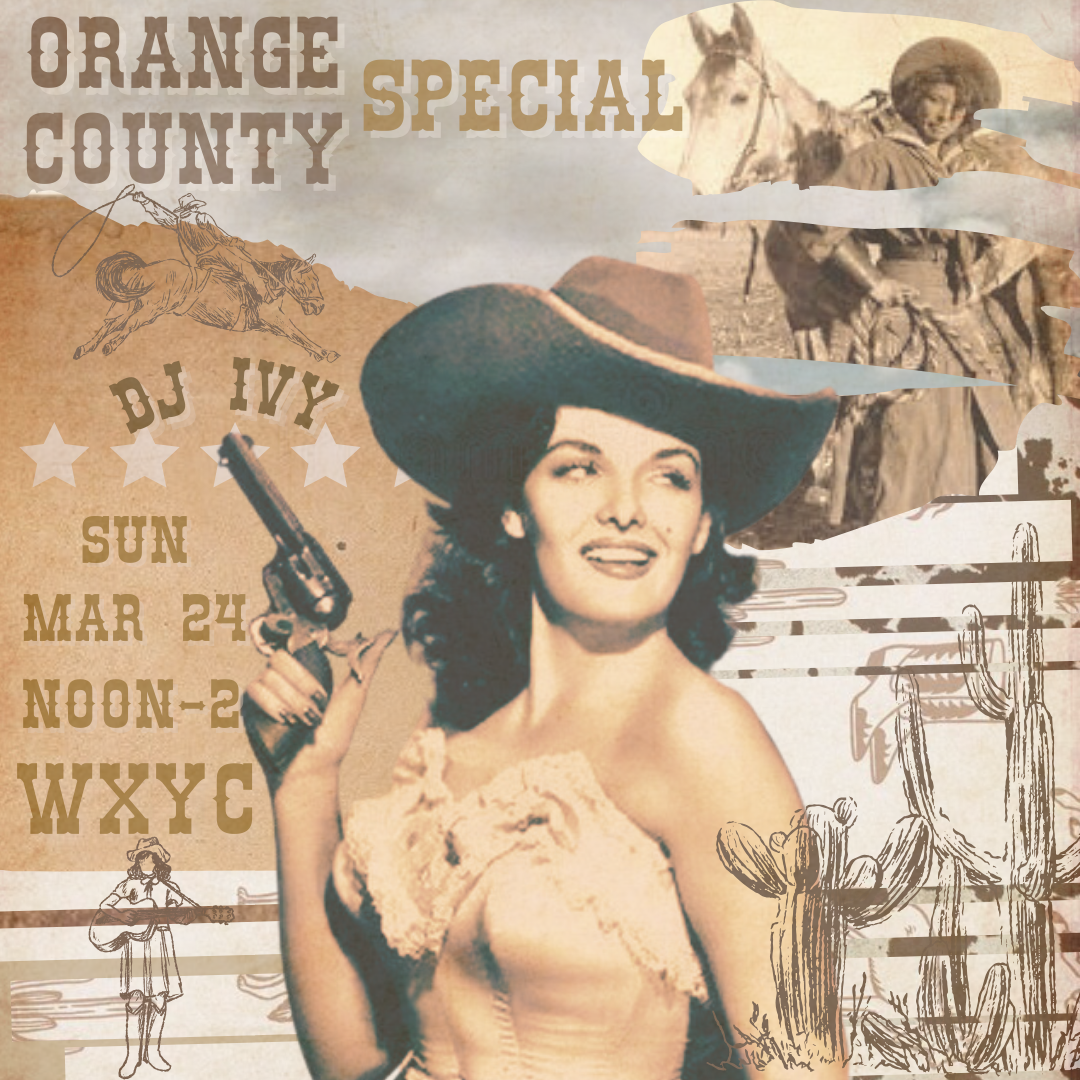 ORANGE
COUNTY
SPECIAL
DJ IVY
SUN
MAR 24
NOON-2
WXYC